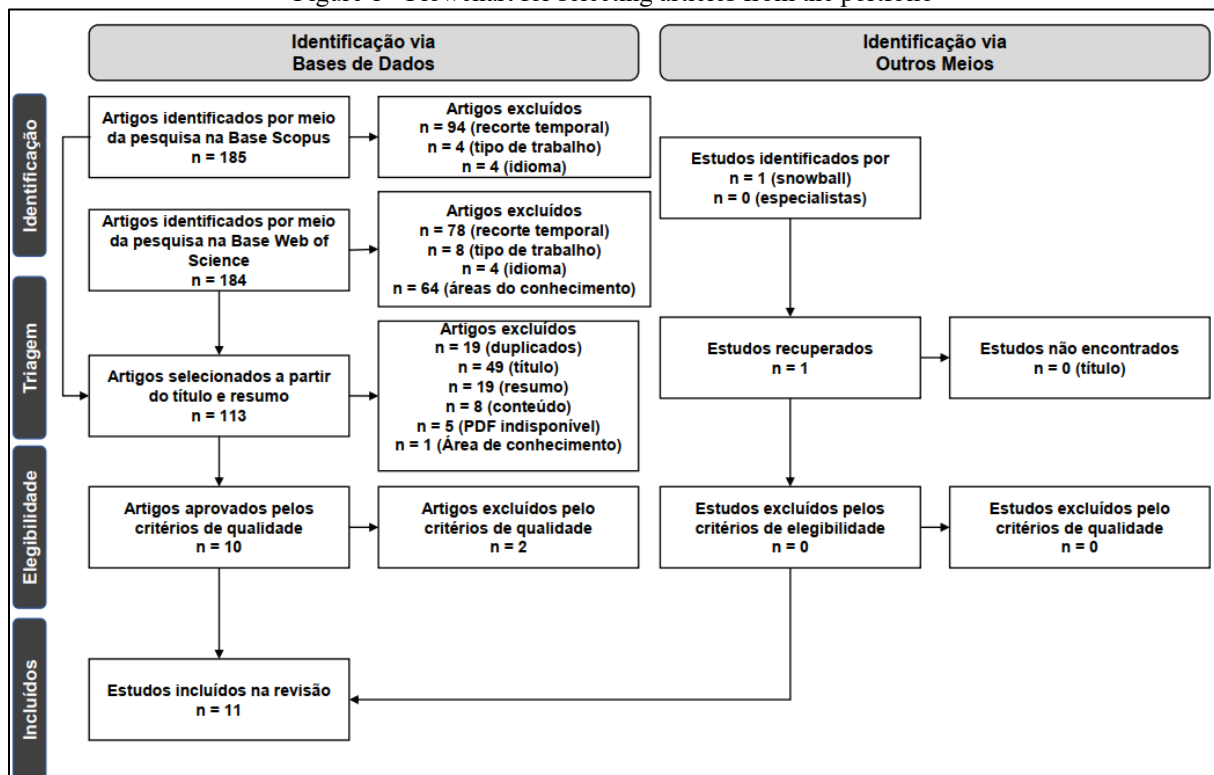 Identificação via
Bases de Dados
Identificação via
Outros Meios
Identificação
Artigos identificados por meio
da pesquisa na Base Scopus
n = 185
Artigos excluídos
n = 94 (recorte temporal)
n = 4 (tipo de trabalho)
n = 4 (idioma)
Estudos identificados por
n = 1 (snowball)
n = 0 (especialistas)
Artigos identificados por meio
da pesquisa na Base Web of
Science
n = 184
Artigos excluídos
n = 78 (recorte temporal)
n = 8 (tipo de trabalho)
n = 4 (idioma)
n = 64 (áreas do conhecimento)
Triagem
Artigos selecionados a partir
do título e resumo
n = 113
Artigos excluídos
n = 19 (duplicados)
n = 49 (título)
n = 19 (resumo)
n = 8 (conteúdo)
n = 5 (PDF indisponível)
n = 1 (Área de conhecimento)
Estudos recuperados
n = 1
Estudos não encontrados
n = 0 (título)
Elegibilidade
Artigos aprovados pelos
critérios de qualidade
n = 10
Artigos excluídos pelo
critérios de qualidade
n = 2
Estudos excluídos pelos
critérios de elegibilidade
n = 0
Estudos excluídos pelo
critérios de qualidade
n = 0
Incluídos
Estudos incluídos na revisão
n = 11